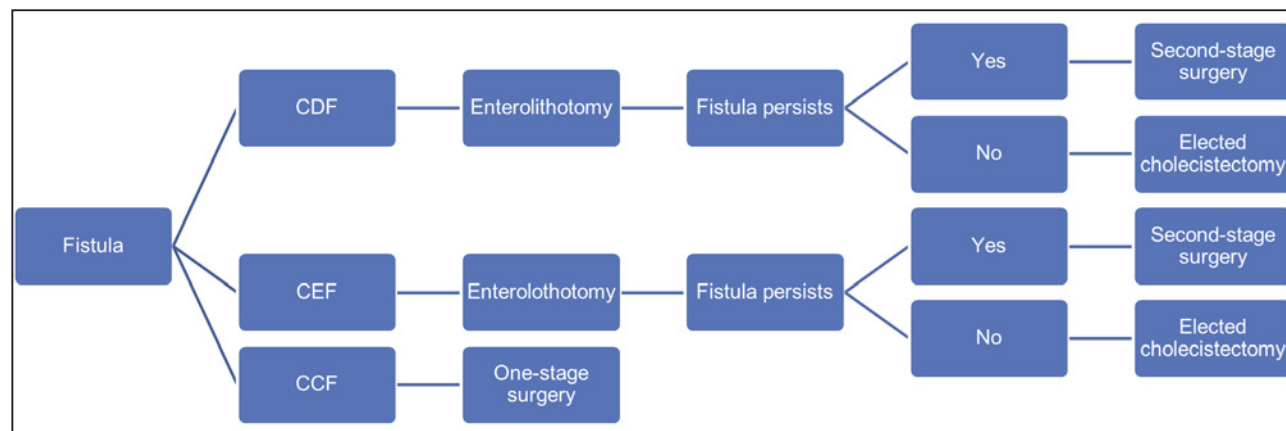 Fistula
CDF
Enterolithotomy
Fistula persists
Yes
Second-stage
surgery
No
Elected
cholecistectomy
CEF
Enterolothotomy
Fistula persists
Yes
Second-stage
surgery
No
Elected
cholecistectomy
CCF
One-stage
surgery